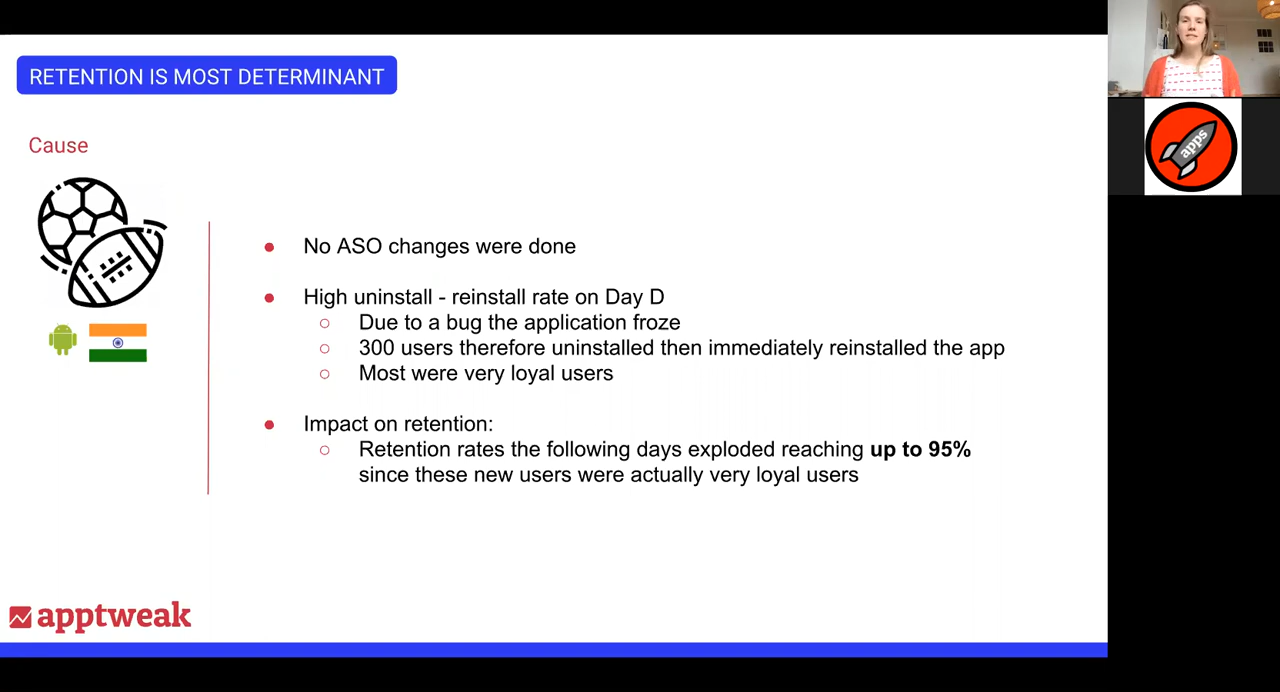 RETENTION IS MOST DETERMINANT
Cause
No ASO changes were done
High uninstall - reinstall rate on Day D
Due to a bug the application froze
300 users therefore uninstalled then immediately reinstalled the app
Most were very loyal users
Impact on retention:
Retention rates the following days exploded reaching up to 95%
since these new users were actually very loyal users
apptweak
apps